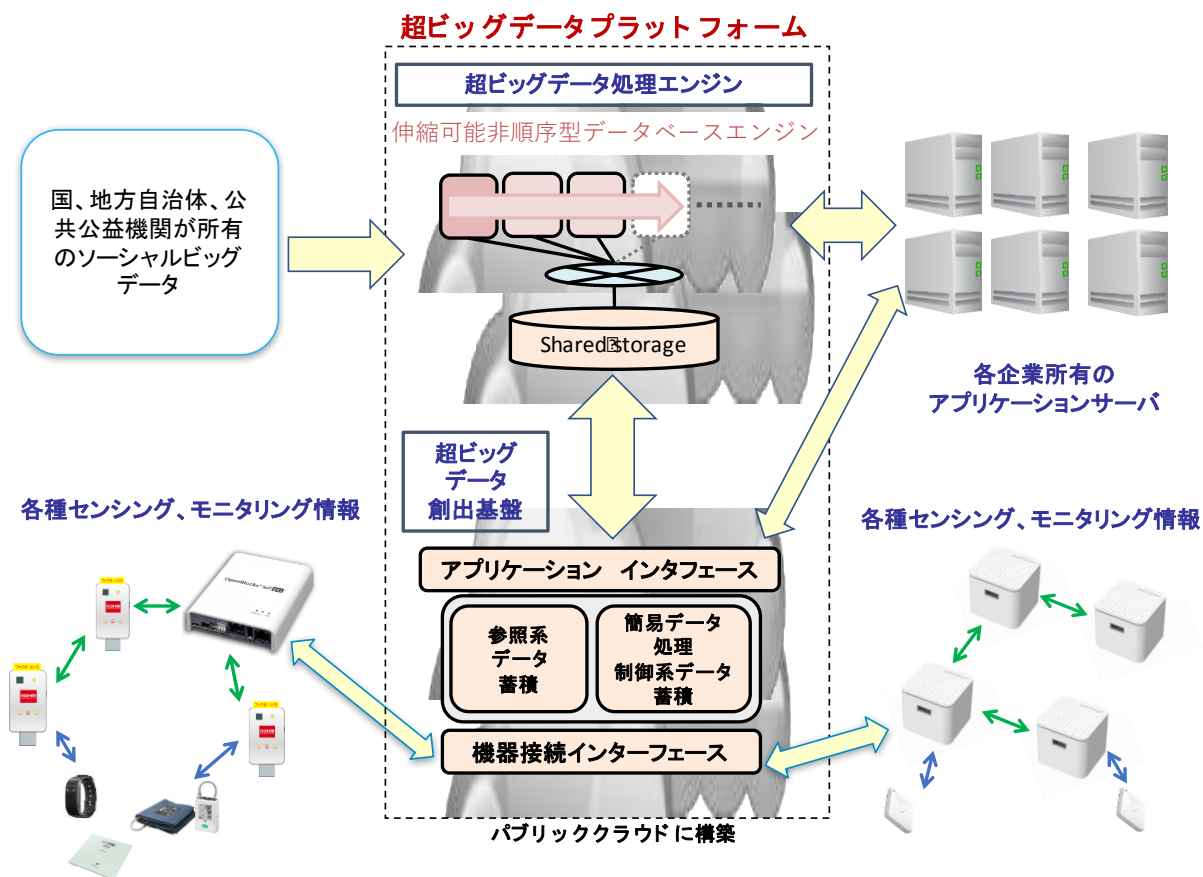 超ビッグデータプラットフォーム
超ビッグデータ処理エンジン
伸縮可能非順序型データベースエンジン
国、地方自治体、公
共公益機関が所有
のソーシャルビッグ
データ
Shared storage
各企業所有の
アプリケーションサーバ
超ビッグ
データ
創出基盤
各種センシング、モニタリング情報
各種センシング、モニタリング情報
アプリケーション インタフェース
参照系
データ
蓄積
簡易データ
処理
制御系データ
蓄積
機器接続インターフェース
パブリッククラウドに構築
OpenBlocks IoT